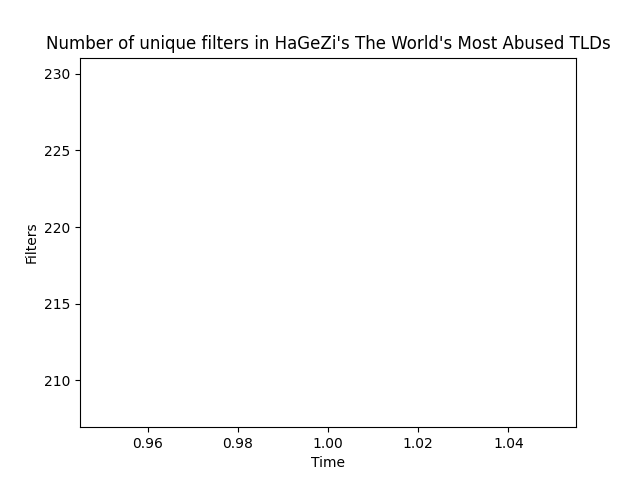 Number of unique filters in HaGeZi's The World's Most Abused TLDs
230
225
220
215
210
Filters
0.96 0.98 1.00 1.02 1.04
Time